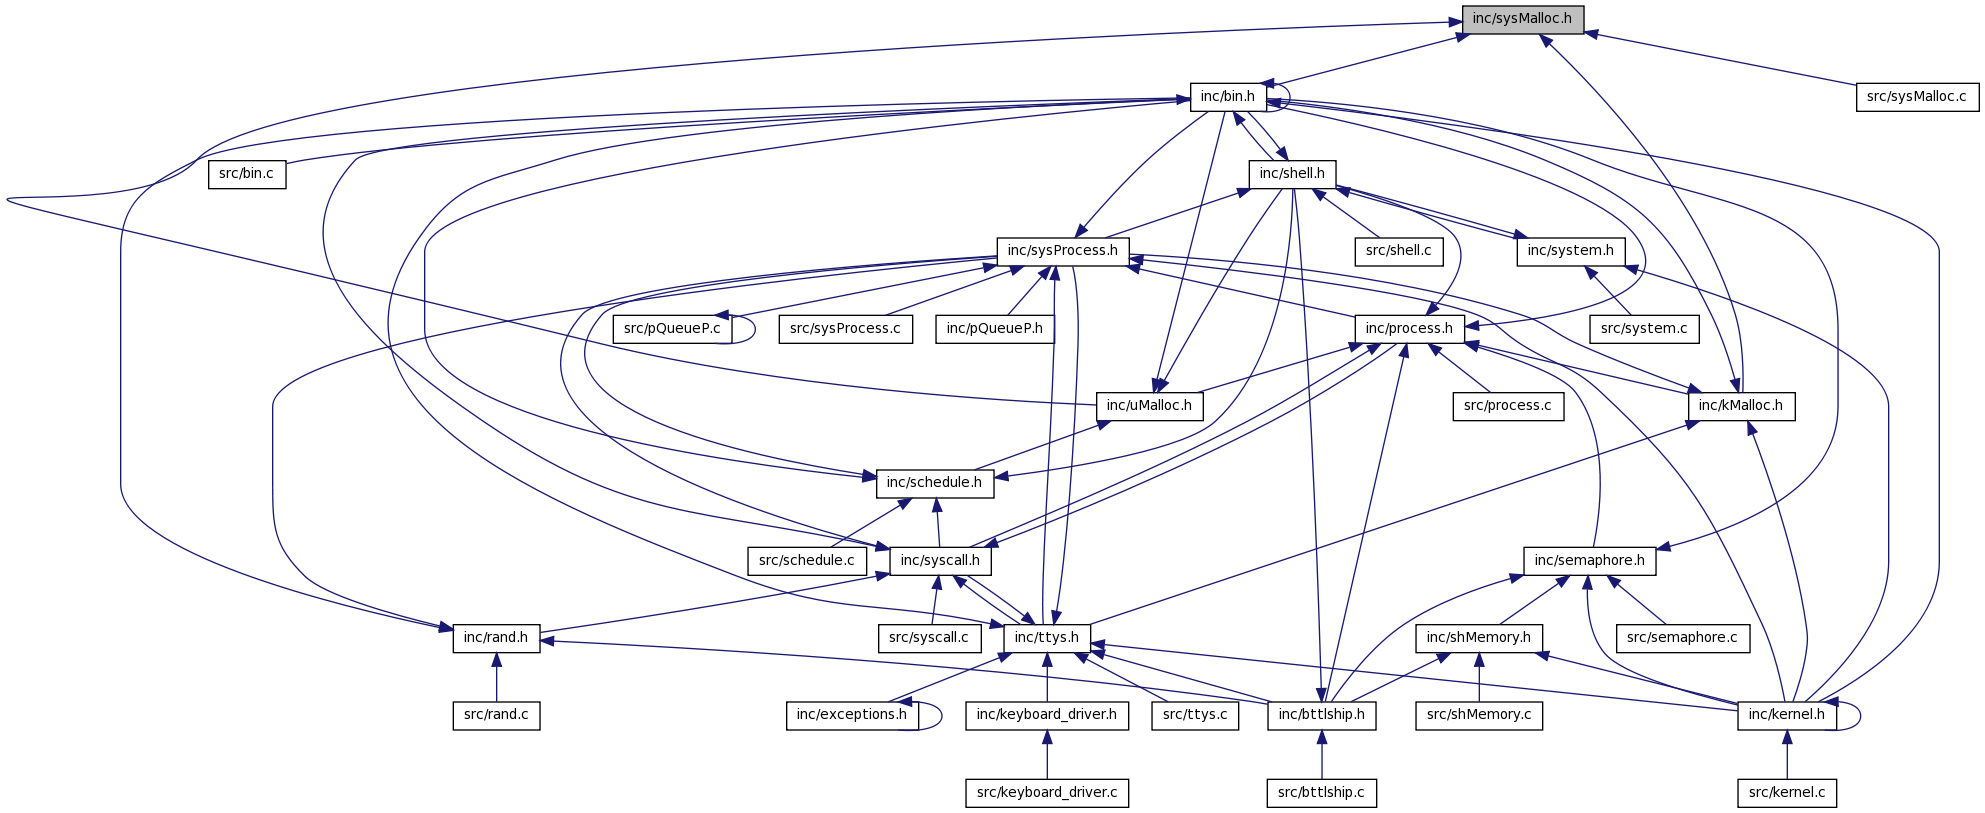 inc/sysMalloc.h
inc/bin.h
src/sysMalloc.c
src/bin.c
inc/shell.h
inc/sysProcess.h
src/shell.c
inc/system.h
src/pQueueP.c
src/sysProcess.c
inc/pQueueP.h
inc/process.h
src/system.c
inc/uMalloc.h
src/process.c
inc/kMalloc.h
inc/schedule.h
src/schedule.c
inc/syscall.h
inc/semaphore.h
inc/rand.h
src/syscall.c
inc/ttys.h
inc/shMemory.h
src/semaphore.c
src/rand.c
inc/exceptions.h
inc/keyboard_driver.h
src/ttys.c
inc/bttlship.h
src/shMemory.c
inc/kernel.h
src/keyboard_driver.c
src/bttlship.c
src/kernel.c